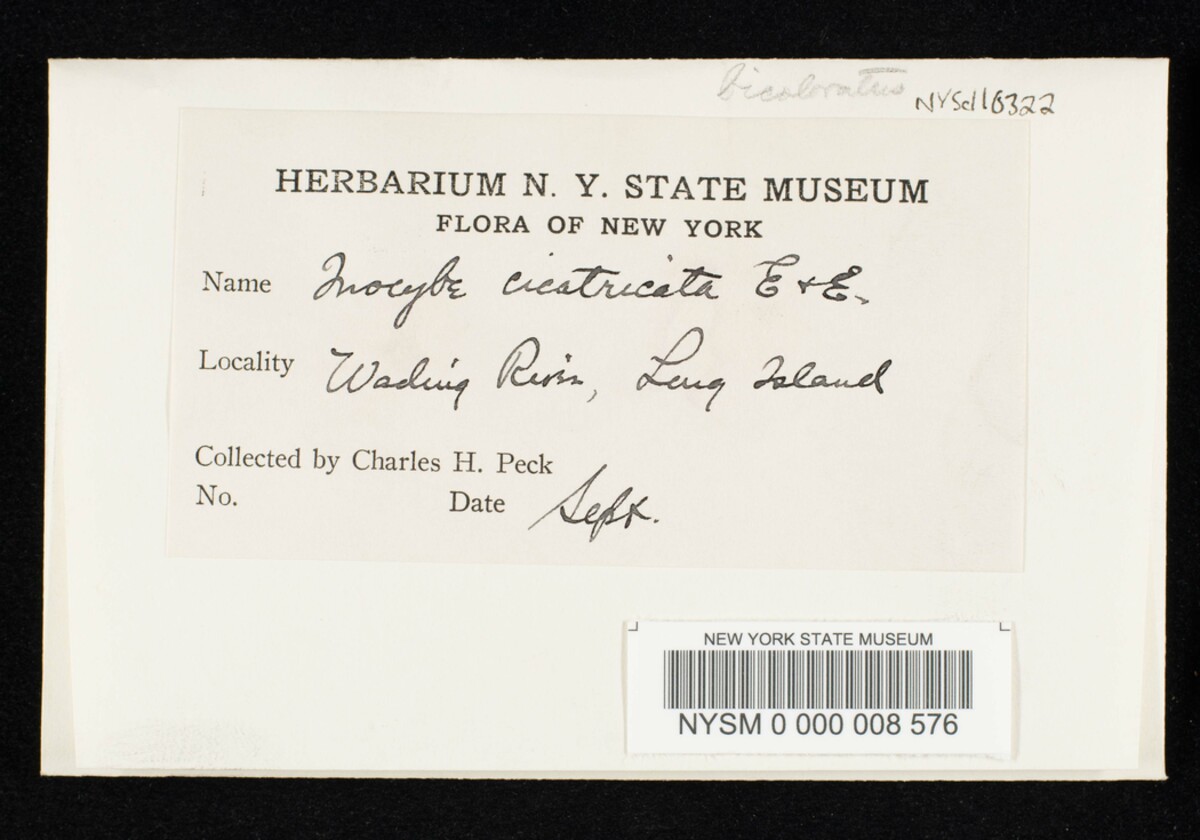 bicoloratus
NYSd16322
HERBARIUM N. Y. STATE MUSEUM
FLORA OF NEW YORK
Name Inocybe cicatricata E & E.
Locality Wading River, Long Island
Collected by Charles H. Peck
No. Date Sept.
NEW YORK STATE MUSEUM
NYSM 0 000 008 576